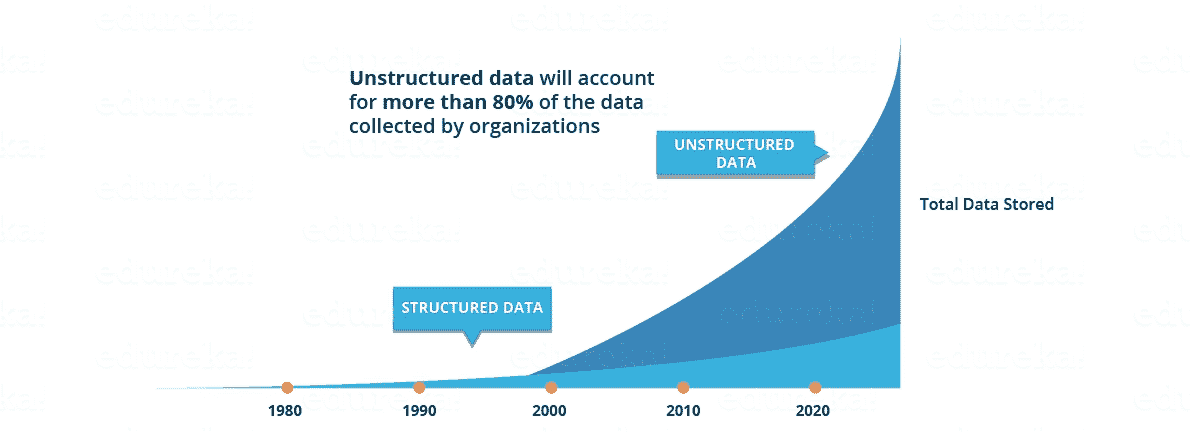 Unstructured data will account
for more than 80% of the data
collected by organizations
UNSTRUCTURED
DATA
Total Data Stored
STRUCTURED DATA
1980
1990
2000
2010
2020
edureka!